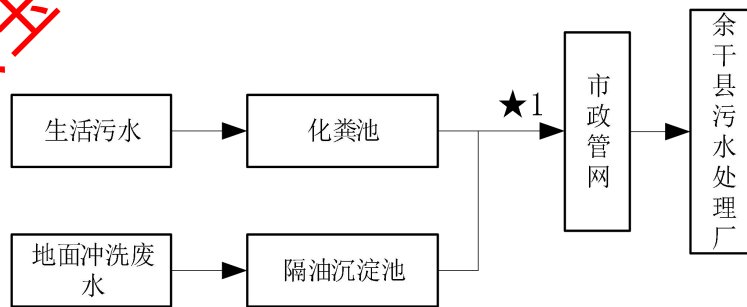 生活污水
化粪池
★1
市政管网
余干县污水处理厂
地面冲洗废
水
隔油沉淀池